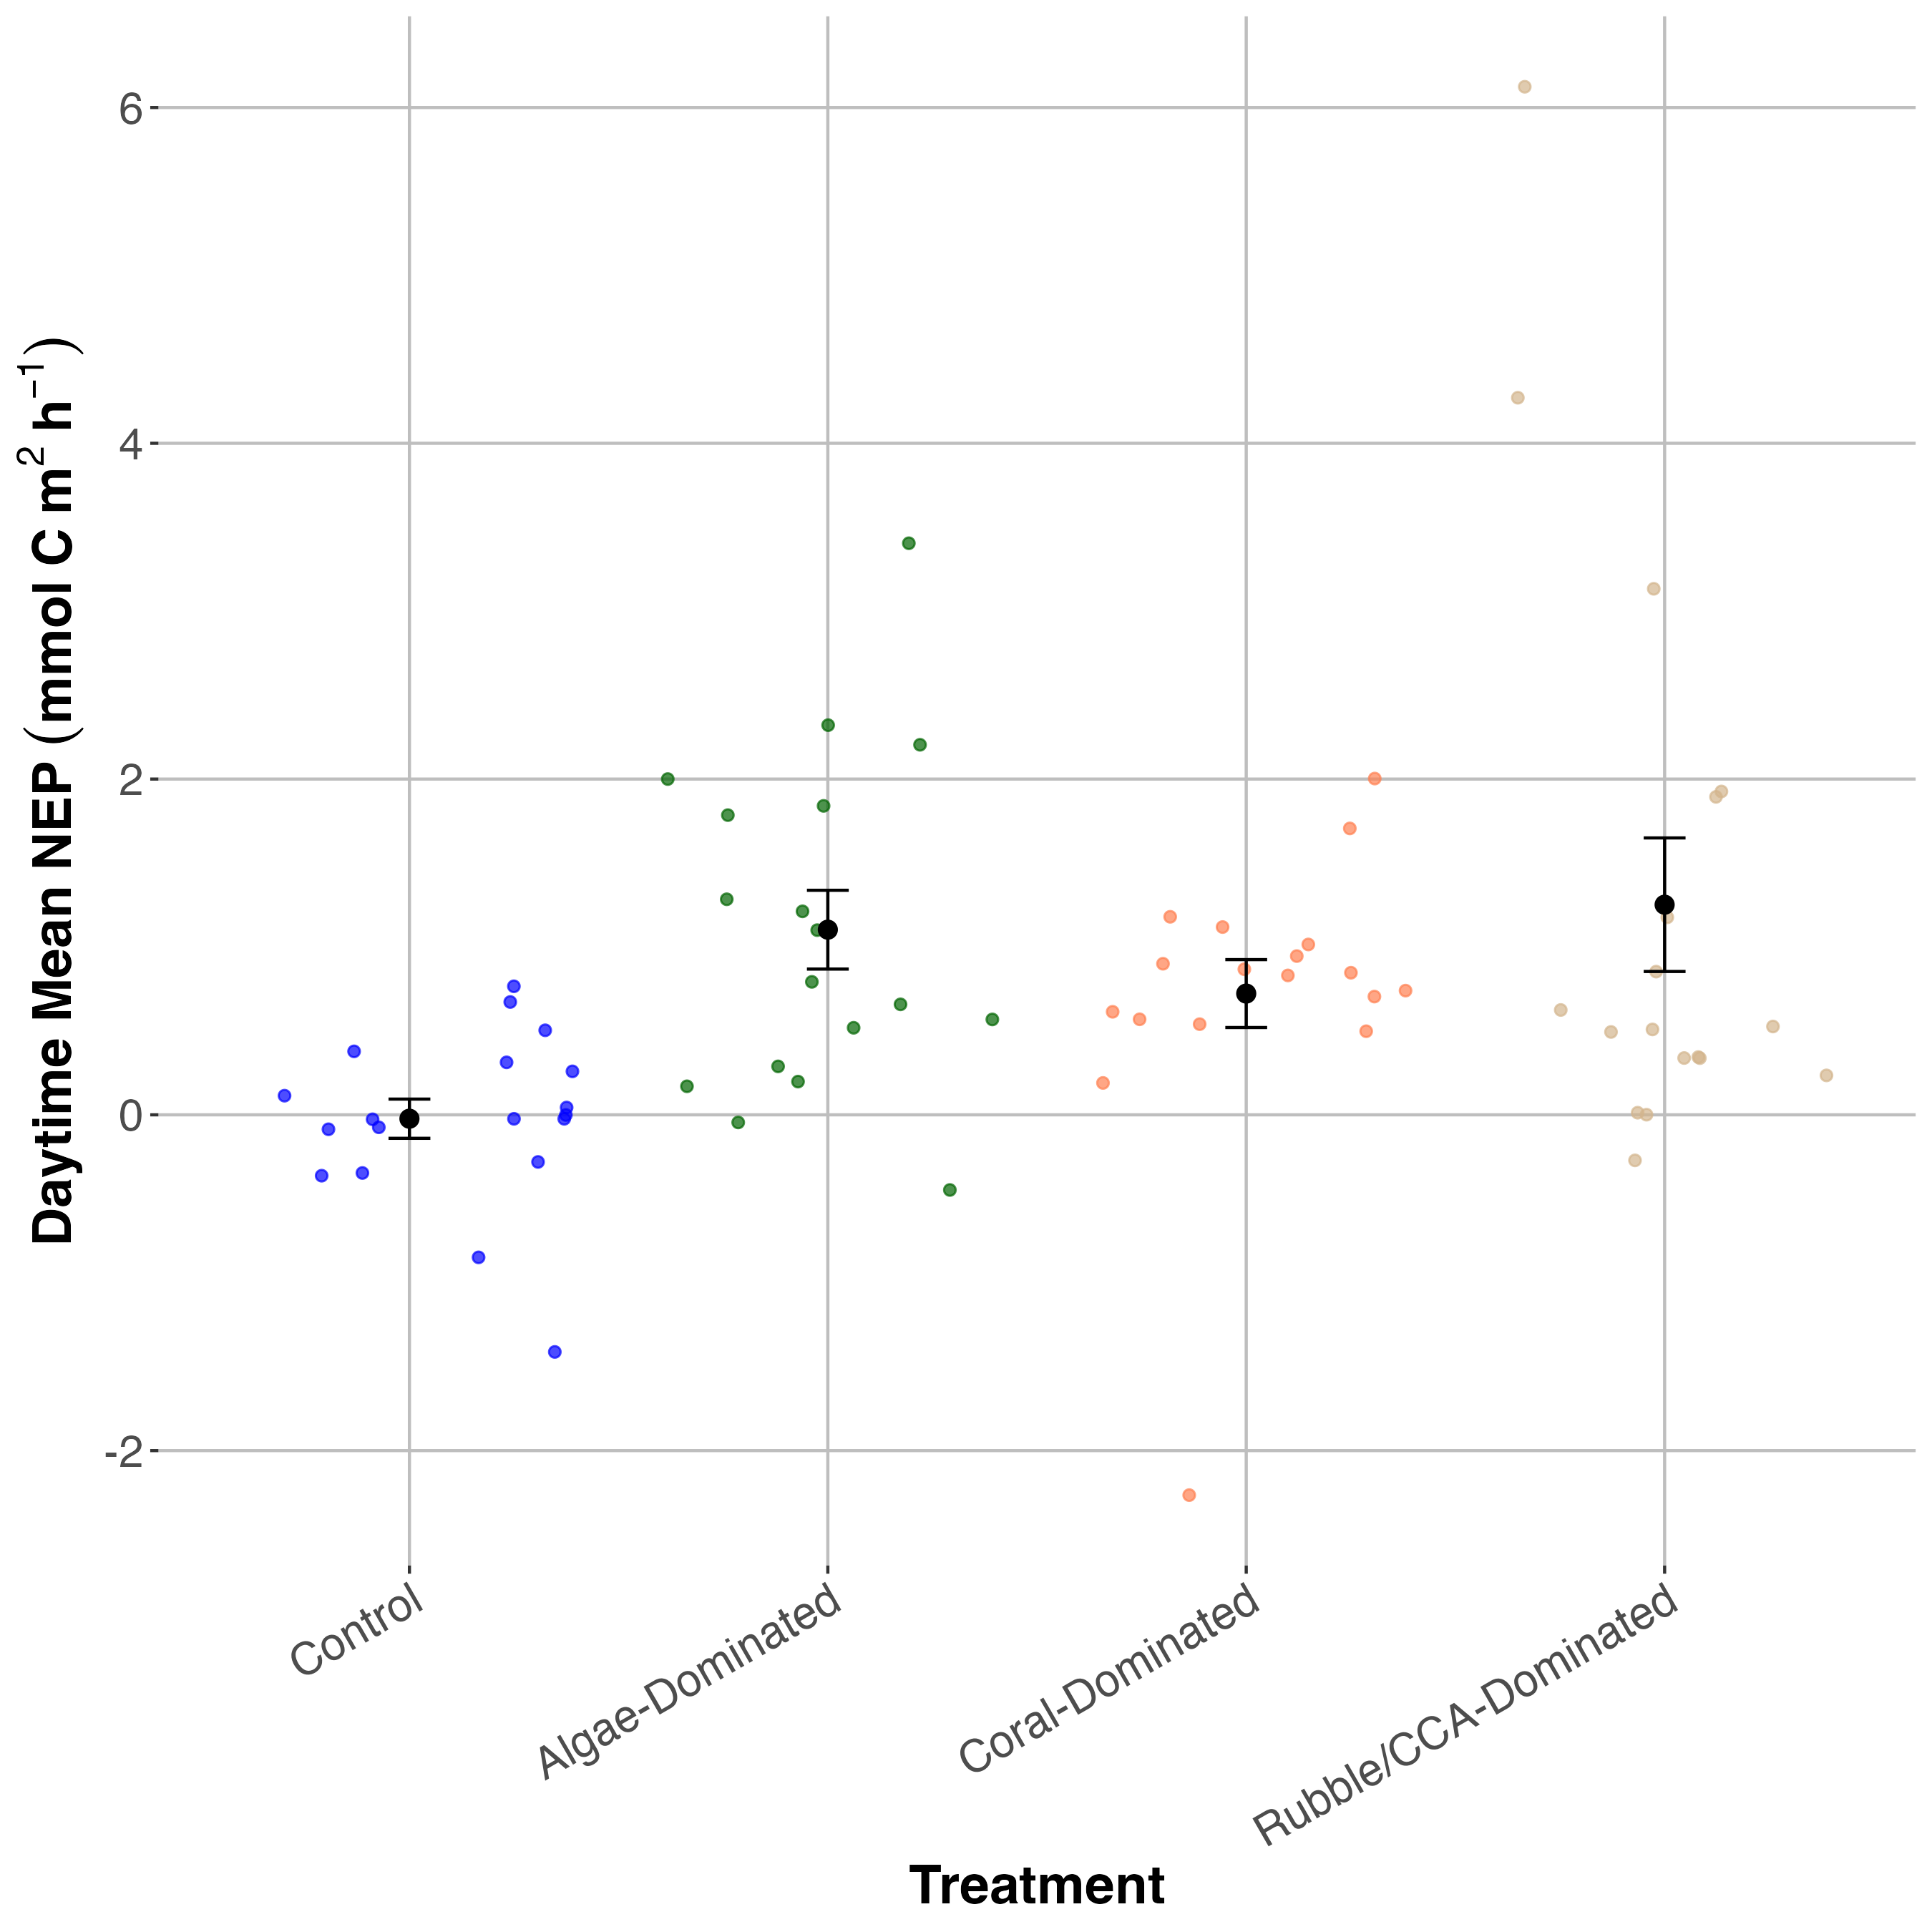 Daytime Mean NEP (mmol C m² h⁻¹)
6
4
2
0
-2
Control
Algae-Dominated
Coral-Dominated
Rubble/CCA-Dominated
Treatment